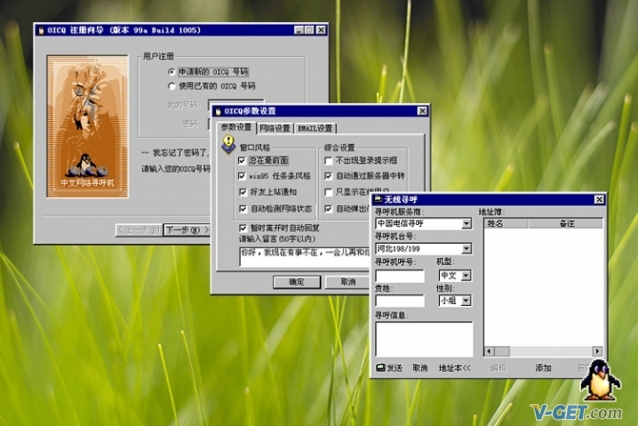 OICQ 注册向导 (版本 99a Build 1005)
用户注册
申请新的 OICQ 号码
使用已有的 OICQ 号码
我的号码:
密码:
-- 我忘记了密码了,
请输入您的OICQ号码
中文网络寻呼机
<上一步
下一步
OICQ参数设置
参数设置
网络设置
EMAIL设置
窗口风格
总在最前面
win95 任务条风格
好友上站通知
自动检测网络状态
综合设置
不出现登录提示框
自动通过服务器中转
只显示在线用户
自动弹出
暂时离开时自动回复
请输入留言(50字以内)
你好,我现在有事不在,一会儿再和
确定
取消
无线寻呼
寻呼机服务商:
中国电信寻呼
寻呼机台号:
河北198/199
寻呼机呼号:
机型:
中文
贵姓:
性别:
小姐
寻呼信息:
地址簿:
姓名
备注
发送
取消
地址本<<
编辑
添加
V-GET.com